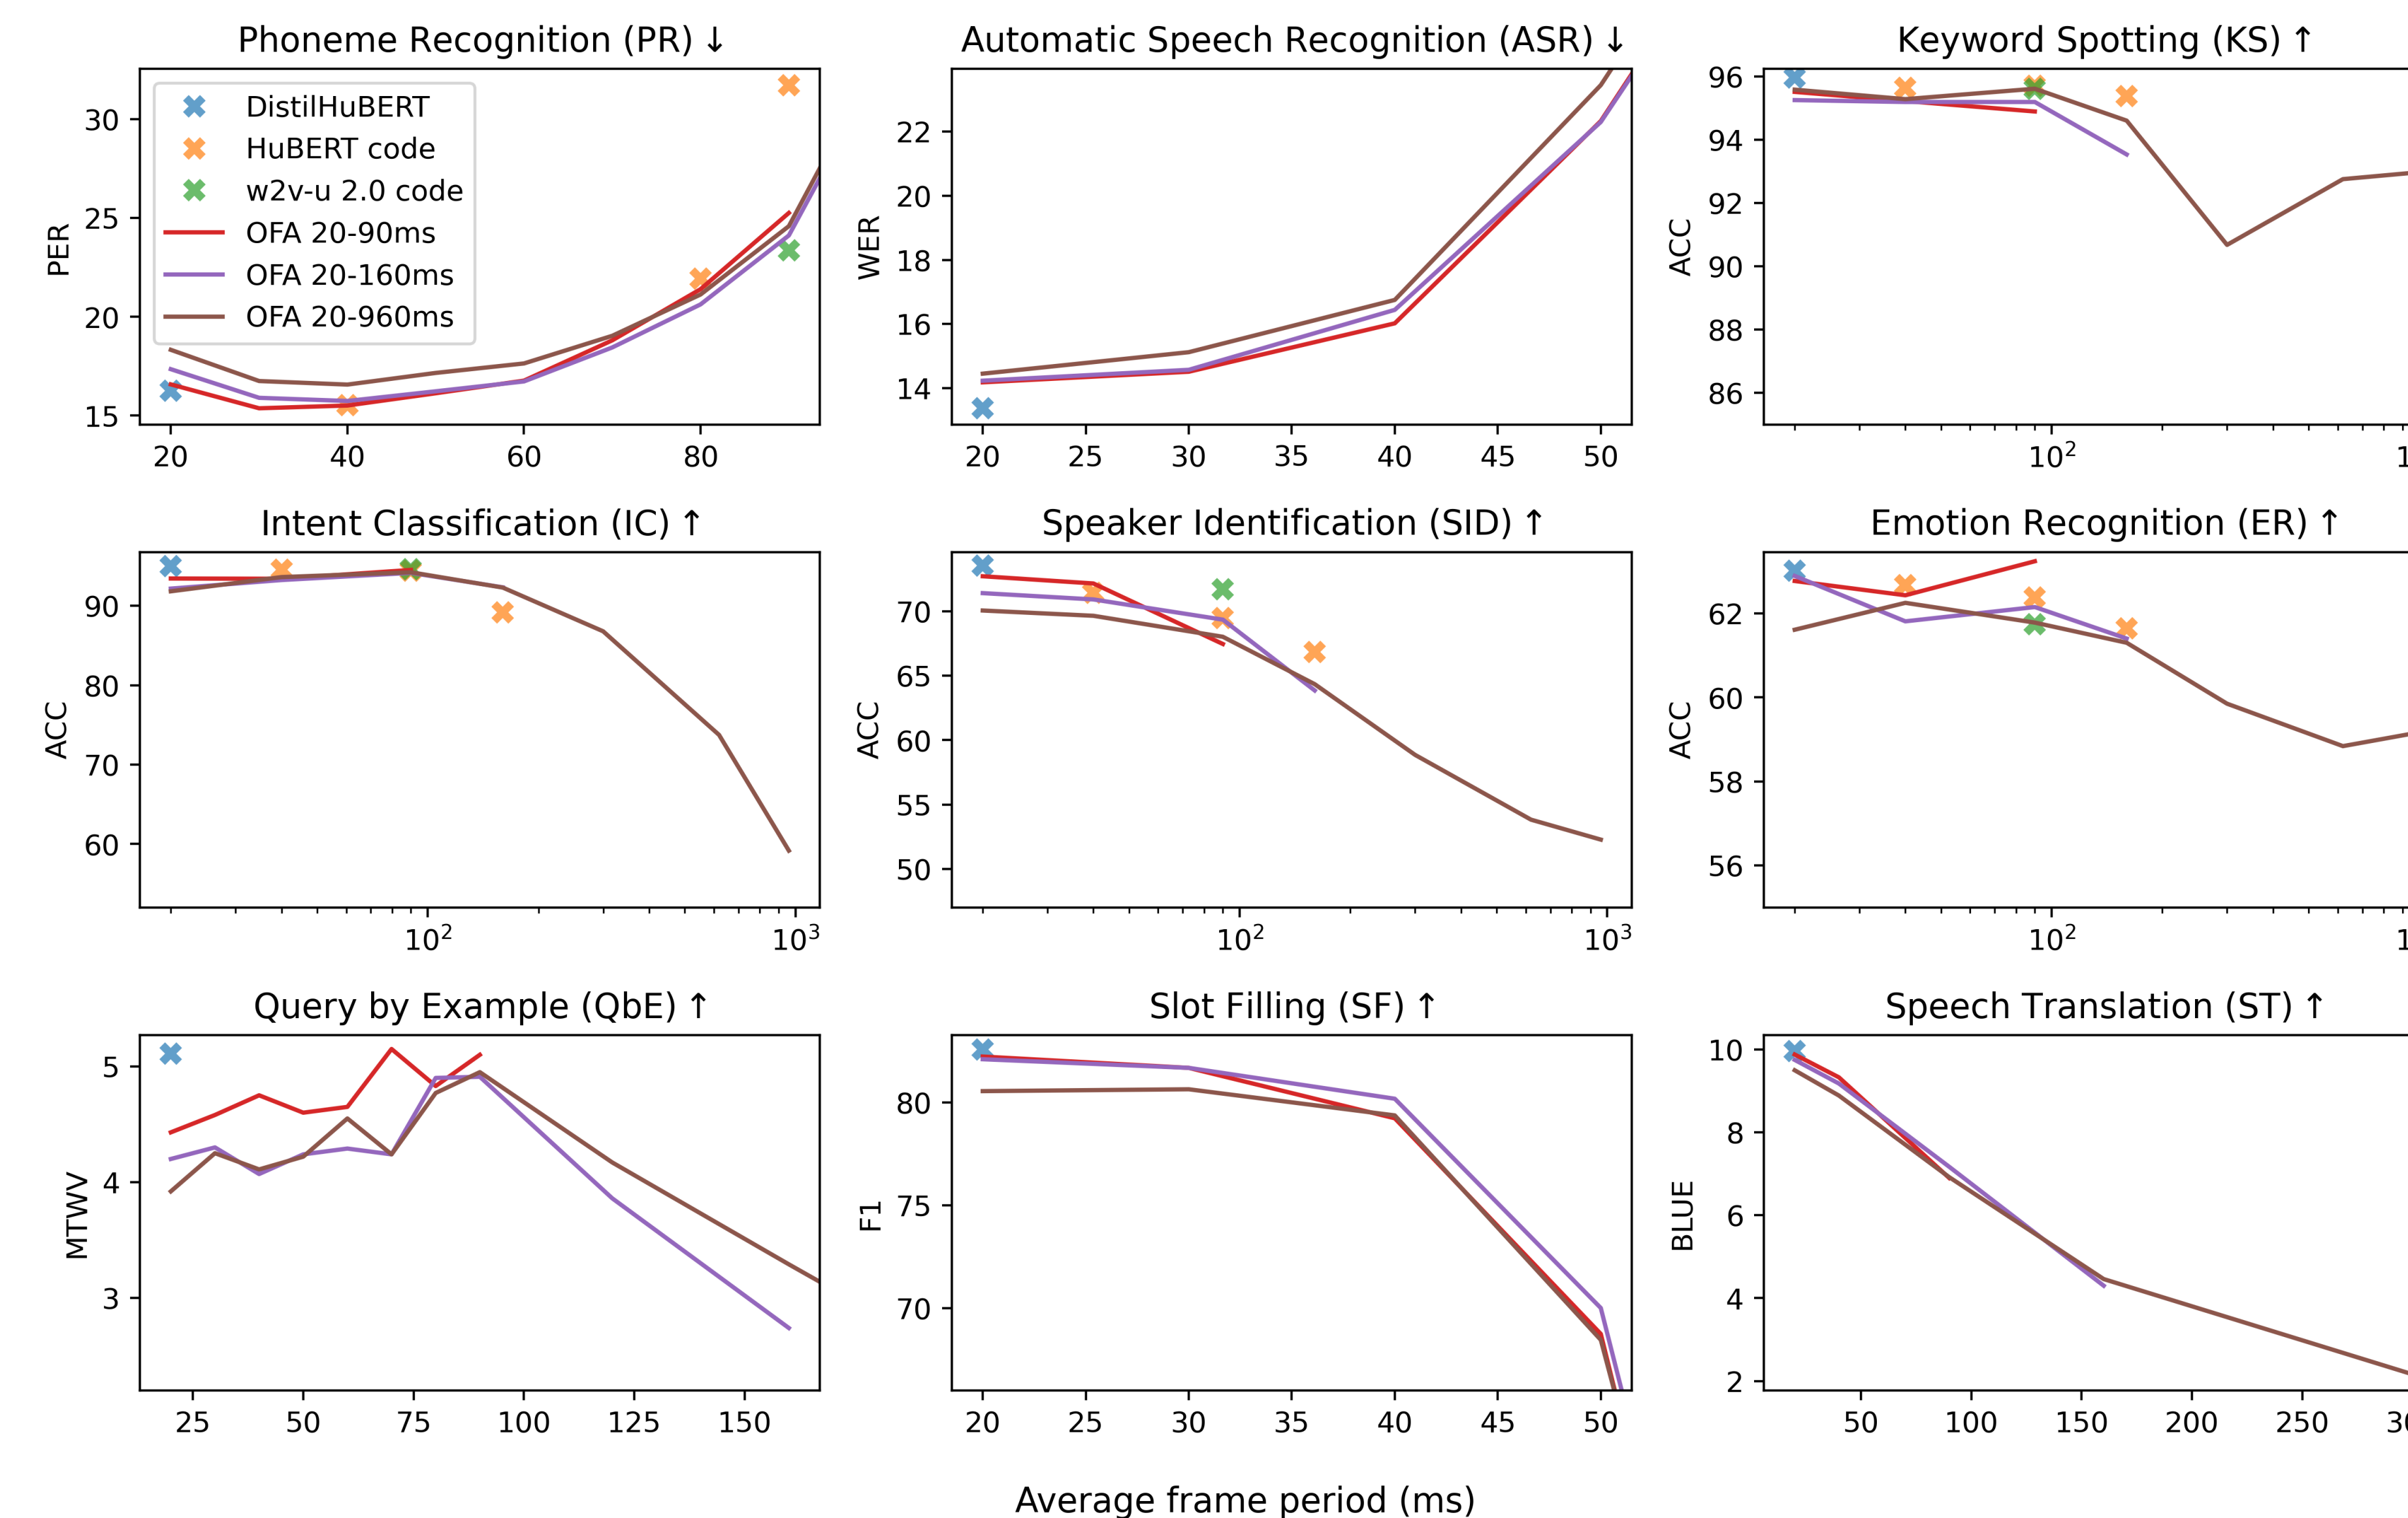 Phoneme Recognition (PR) ↓
PER
30
25
20
15
DistilHuBERT
HuBERT code
w2v-u 2.0 code
OFA 20-90ms
OFA 20-160ms
OFA 20-960ms
20 40 60 80
Automatic Speech Recognition (ASR) ↓
WER
22
20
18
16
14
20 25 30 35 40 45 50
Keyword Spotting (KS) ↑
ACC
96
94
92
90
88
86
10²
Intent Classification (IC) ↑
ACC
90
80
70
60
10² 10³
Speaker Identification (SID) ↑
ACC
70
65
60
55
50
10² 10³
Emotion Recognition (ER) ↑
ACC
62
60
58
56
10²
Query by Example (QbE) ↑
MTWV
5
4
3
25 50 75 100 125 150
Slot Filling (SF) ↑
F1
80
75
70
20 25 30 35 40 45 50
Speech Translation (ST) ↑
BLUE
10
8
6
4
2
50 100 150 200 250
Average frame period (ms)